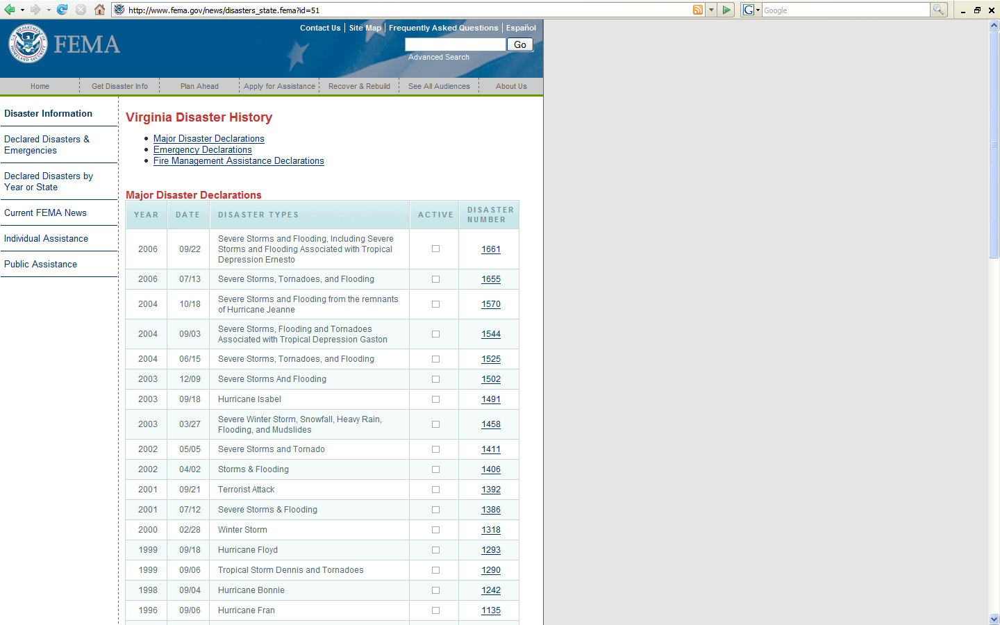 http://www.fema.gov/news/disasters_state.fema?id=51
Google
FEMA
Contact Us | Site Map | Frequently Asked Questions | Español
Go
Advanced Search
Home Get Disaster Info Plan Ahead Apply for Assistance Recover & Rebuild See All Audiences About Us
Disaster Information
Declared Disasters &
Emergencies
Declared Disasters by
Year or State
Current FEMA News
Individual Assistance
Public Assistance
Virginia Disaster History
Major Disaster Declarations
Emergency Declarations
Fire Management Assistance Declarations
Major Disaster Declarations
YEAR DATE DISASTER TYPES ACTIVE DISASTER
NUMBER
2006 09/22 Severe Storms and Flooding, Including Severe
Storms and Flooding Associated with Tropical
Depression Ernesto 1661
2006 07/13 Severe Storms, Tornadoes, and Flooding 1655
2004 10/18 Severe Storms and Flooding from the remnants
of Hurricane Jeanne 1570
2004 09/03 Severe Storms, Flooding and Tornadoes
Associated with Tropical Depression Gaston 1544
2004 06/15 Severe Storms, Tornadoes, and Flooding 1525
2003 12/09 Severe Storms And Flooding 1502
2003 09/18 Hurricane Isabel 1491
2003 03/27 Severe Winter Storm, Snowfall, Heavy Rain,
Flooding, and Mudslides 1458
2002 05/05 Severe Storms and Tornado 1411
2002 04/02 Storms & Flooding 1406
2001 09/21 Terrorist Attack 1392
2001 07/12 Severe Storms & Flooding 1386
2000 02/28 Winter Storm 1318
1999 09/18 Hurricane Floyd 1293
1999 09/06 Tropical Storm Dennis and Tornadoes 1290
1998 09/04 Hurricane Bonnie 1242
1996 09/06 Hurricane Fran 1135